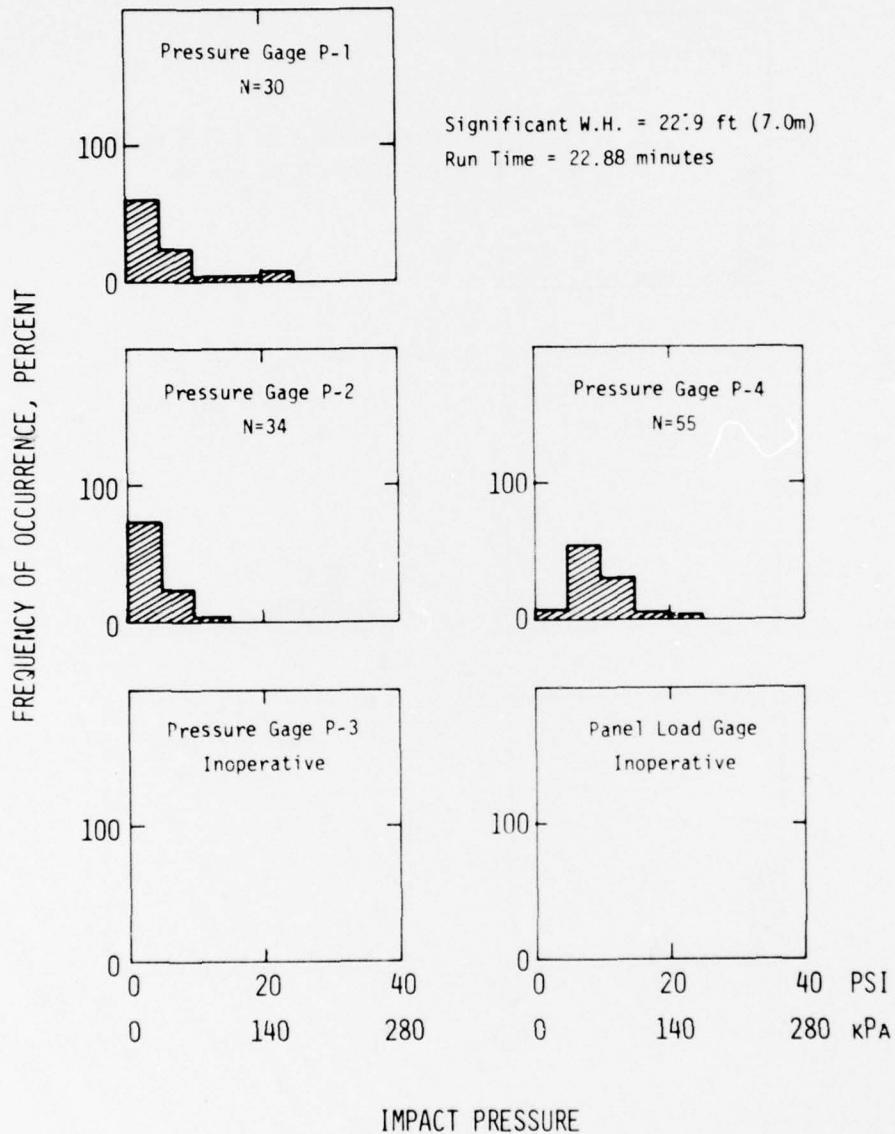 Pressure Gage P-1
N=30
100
0
Significant W.H. = 22.9 ft (7.0m)
Run Time = 22.88 minutes
FREQUENCY OF OCCURRENCE, PERCENT
Pressure Gage P-2
N=34
100
0
Pressure Gage P-4
N=55
100
0
Pressure Gage P-3
Inoperative
100
0
0 20 40
0 140 280
Panel Load Gage
Inoperative
100
0
0 20 40 PSI
0 140 280 кPA
IMPACT PRESSURE